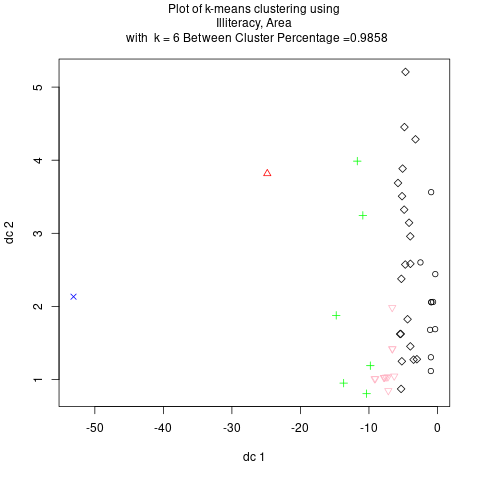 Plot of k-means clustering using
Illiteracy, Area
with  k = 6 Between Cluster Percentage =0.9858
dc 2
5
4
3
2
1
-50
-40
-30
-20
-10
0
dc 1